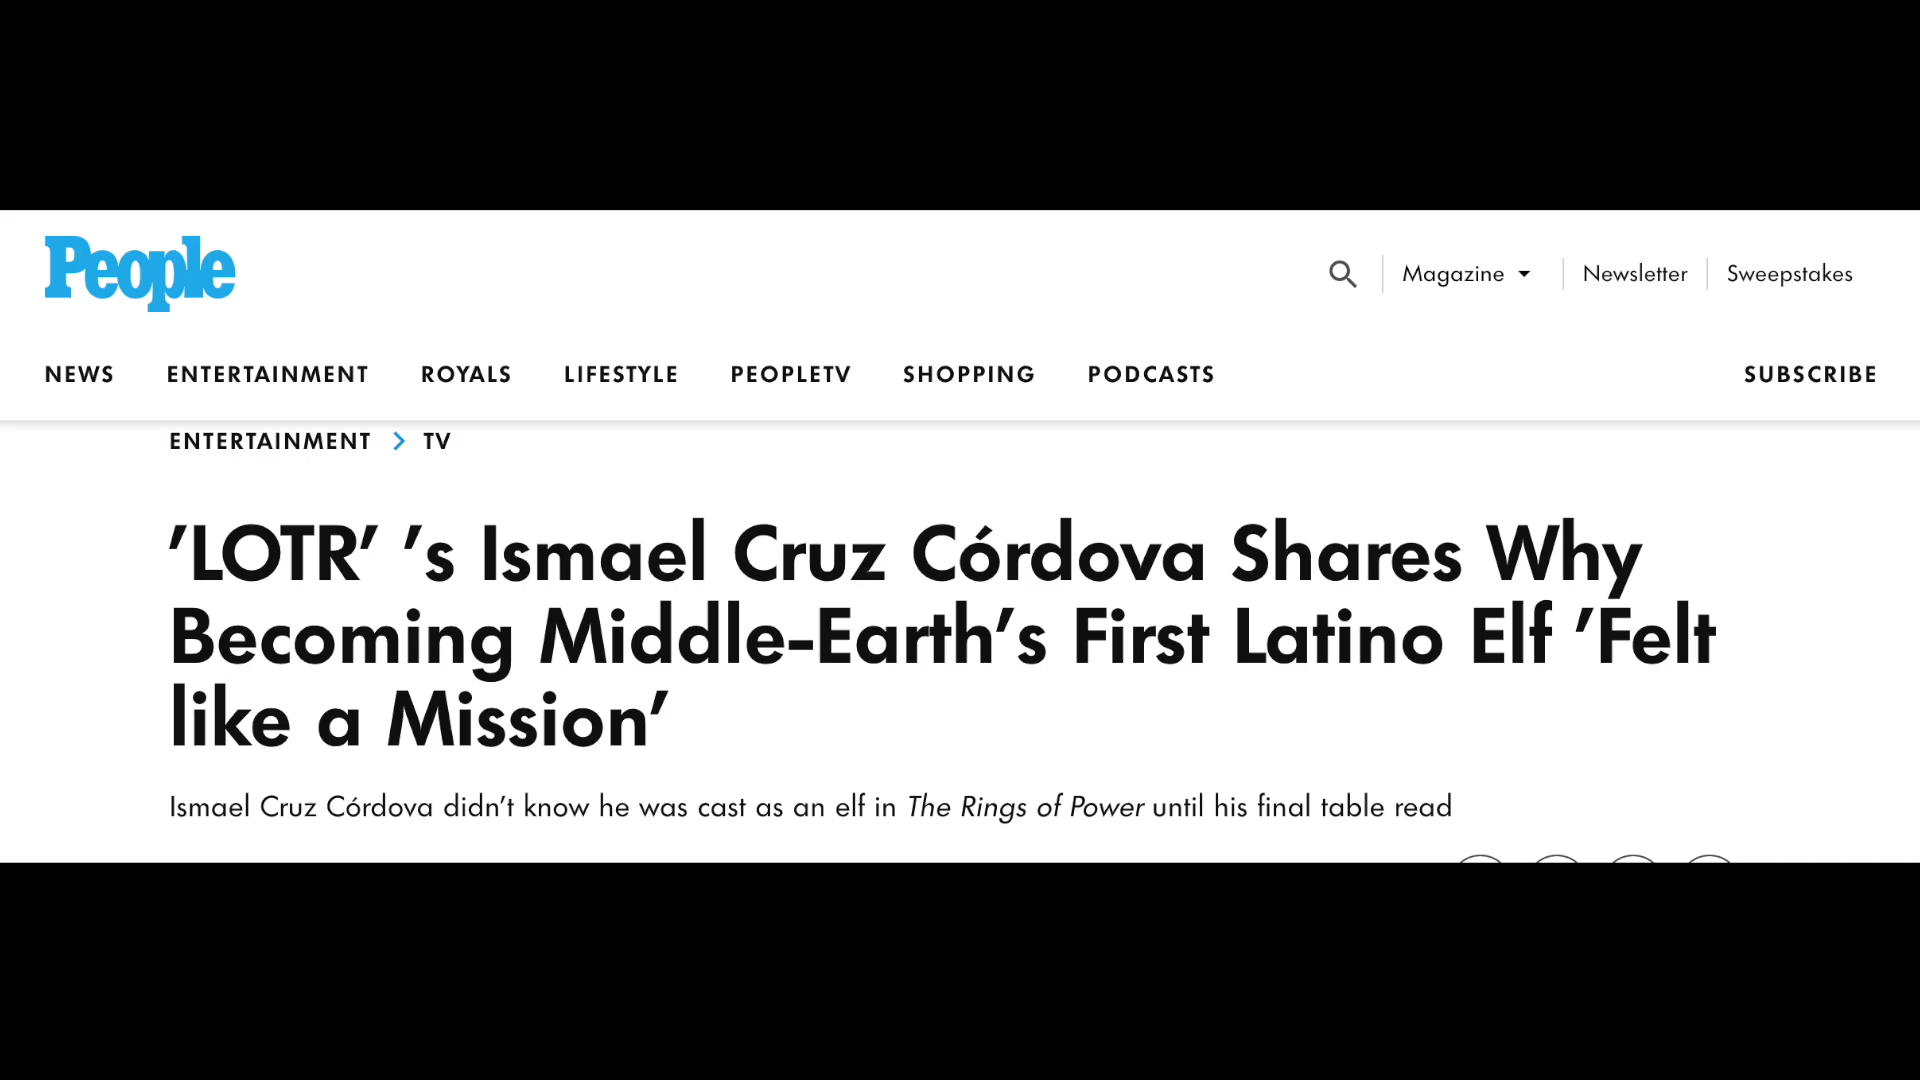 People
Magazine
Newsletter
Sweepstakes
NEWS ENTERTAINMENT ROYALS LIFESTYLE PEOPLETV SHOPPING PODCASTS SUBSCRIBE
ENTERTAINMENT > TV
'LOTR' 's Ismael Cruz Córdova Shares Why
Becoming Middle-Earth's First Latino Elf 'Felt
like a Mission'
Ismael Cruz Córdova didn't know he was cast as an elf in The Rings of Power until his final table read